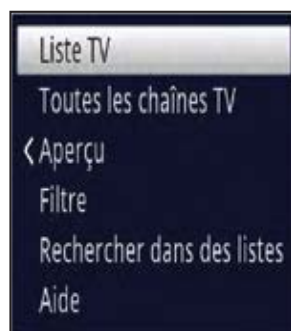 Liste TV
Toutes les chaînes TV
Aperçu
Filtre
Rechercher dans des listes
Aide